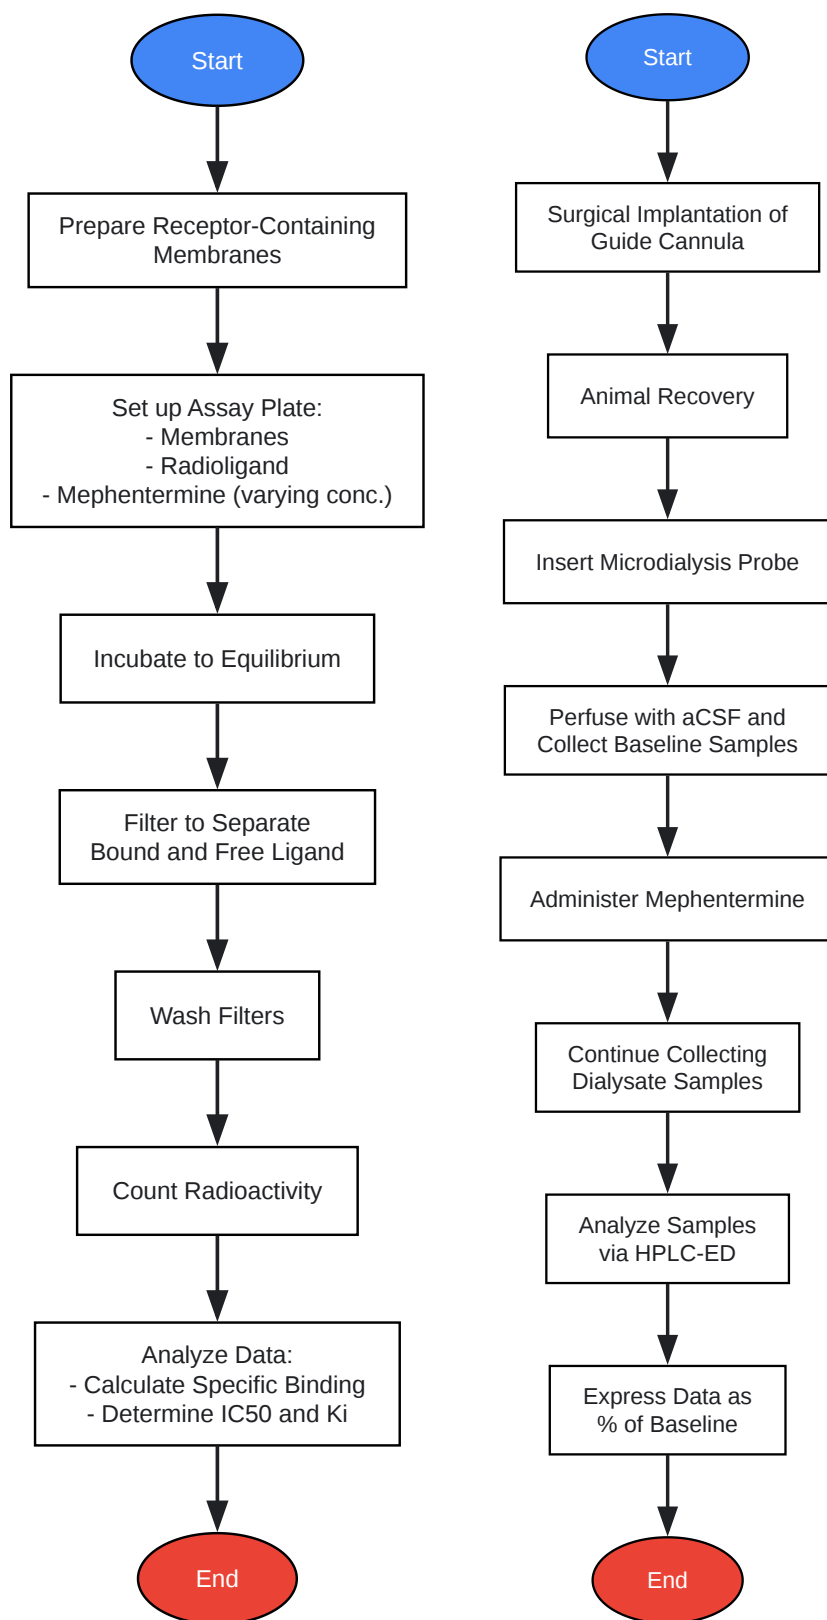 Start
Prepare Receptor-Containing
Membranes
Set up Assay Plate:
- Membranes
- Radioligand
- Mephentermine (varying conc.)
Incubate to Equilibrium
Filter to Separate
Bound and Free Ligand
Wash Filters
Count Radioactivity
Analyze Data:
- Calculate Specific Binding
- Determine IC50 and Ki
End
Start
Surgical Implantation of
Guide Cannula
Animal Recovery
Insert Microdialysis Probe
Perfuse with aCSF and
Collect Baseline Samples
Administer Mephentermine
Continue Collecting
Dialysate Samples
Analyze Samples
via HPLC-ED
Express Data as
% of Baseline
End